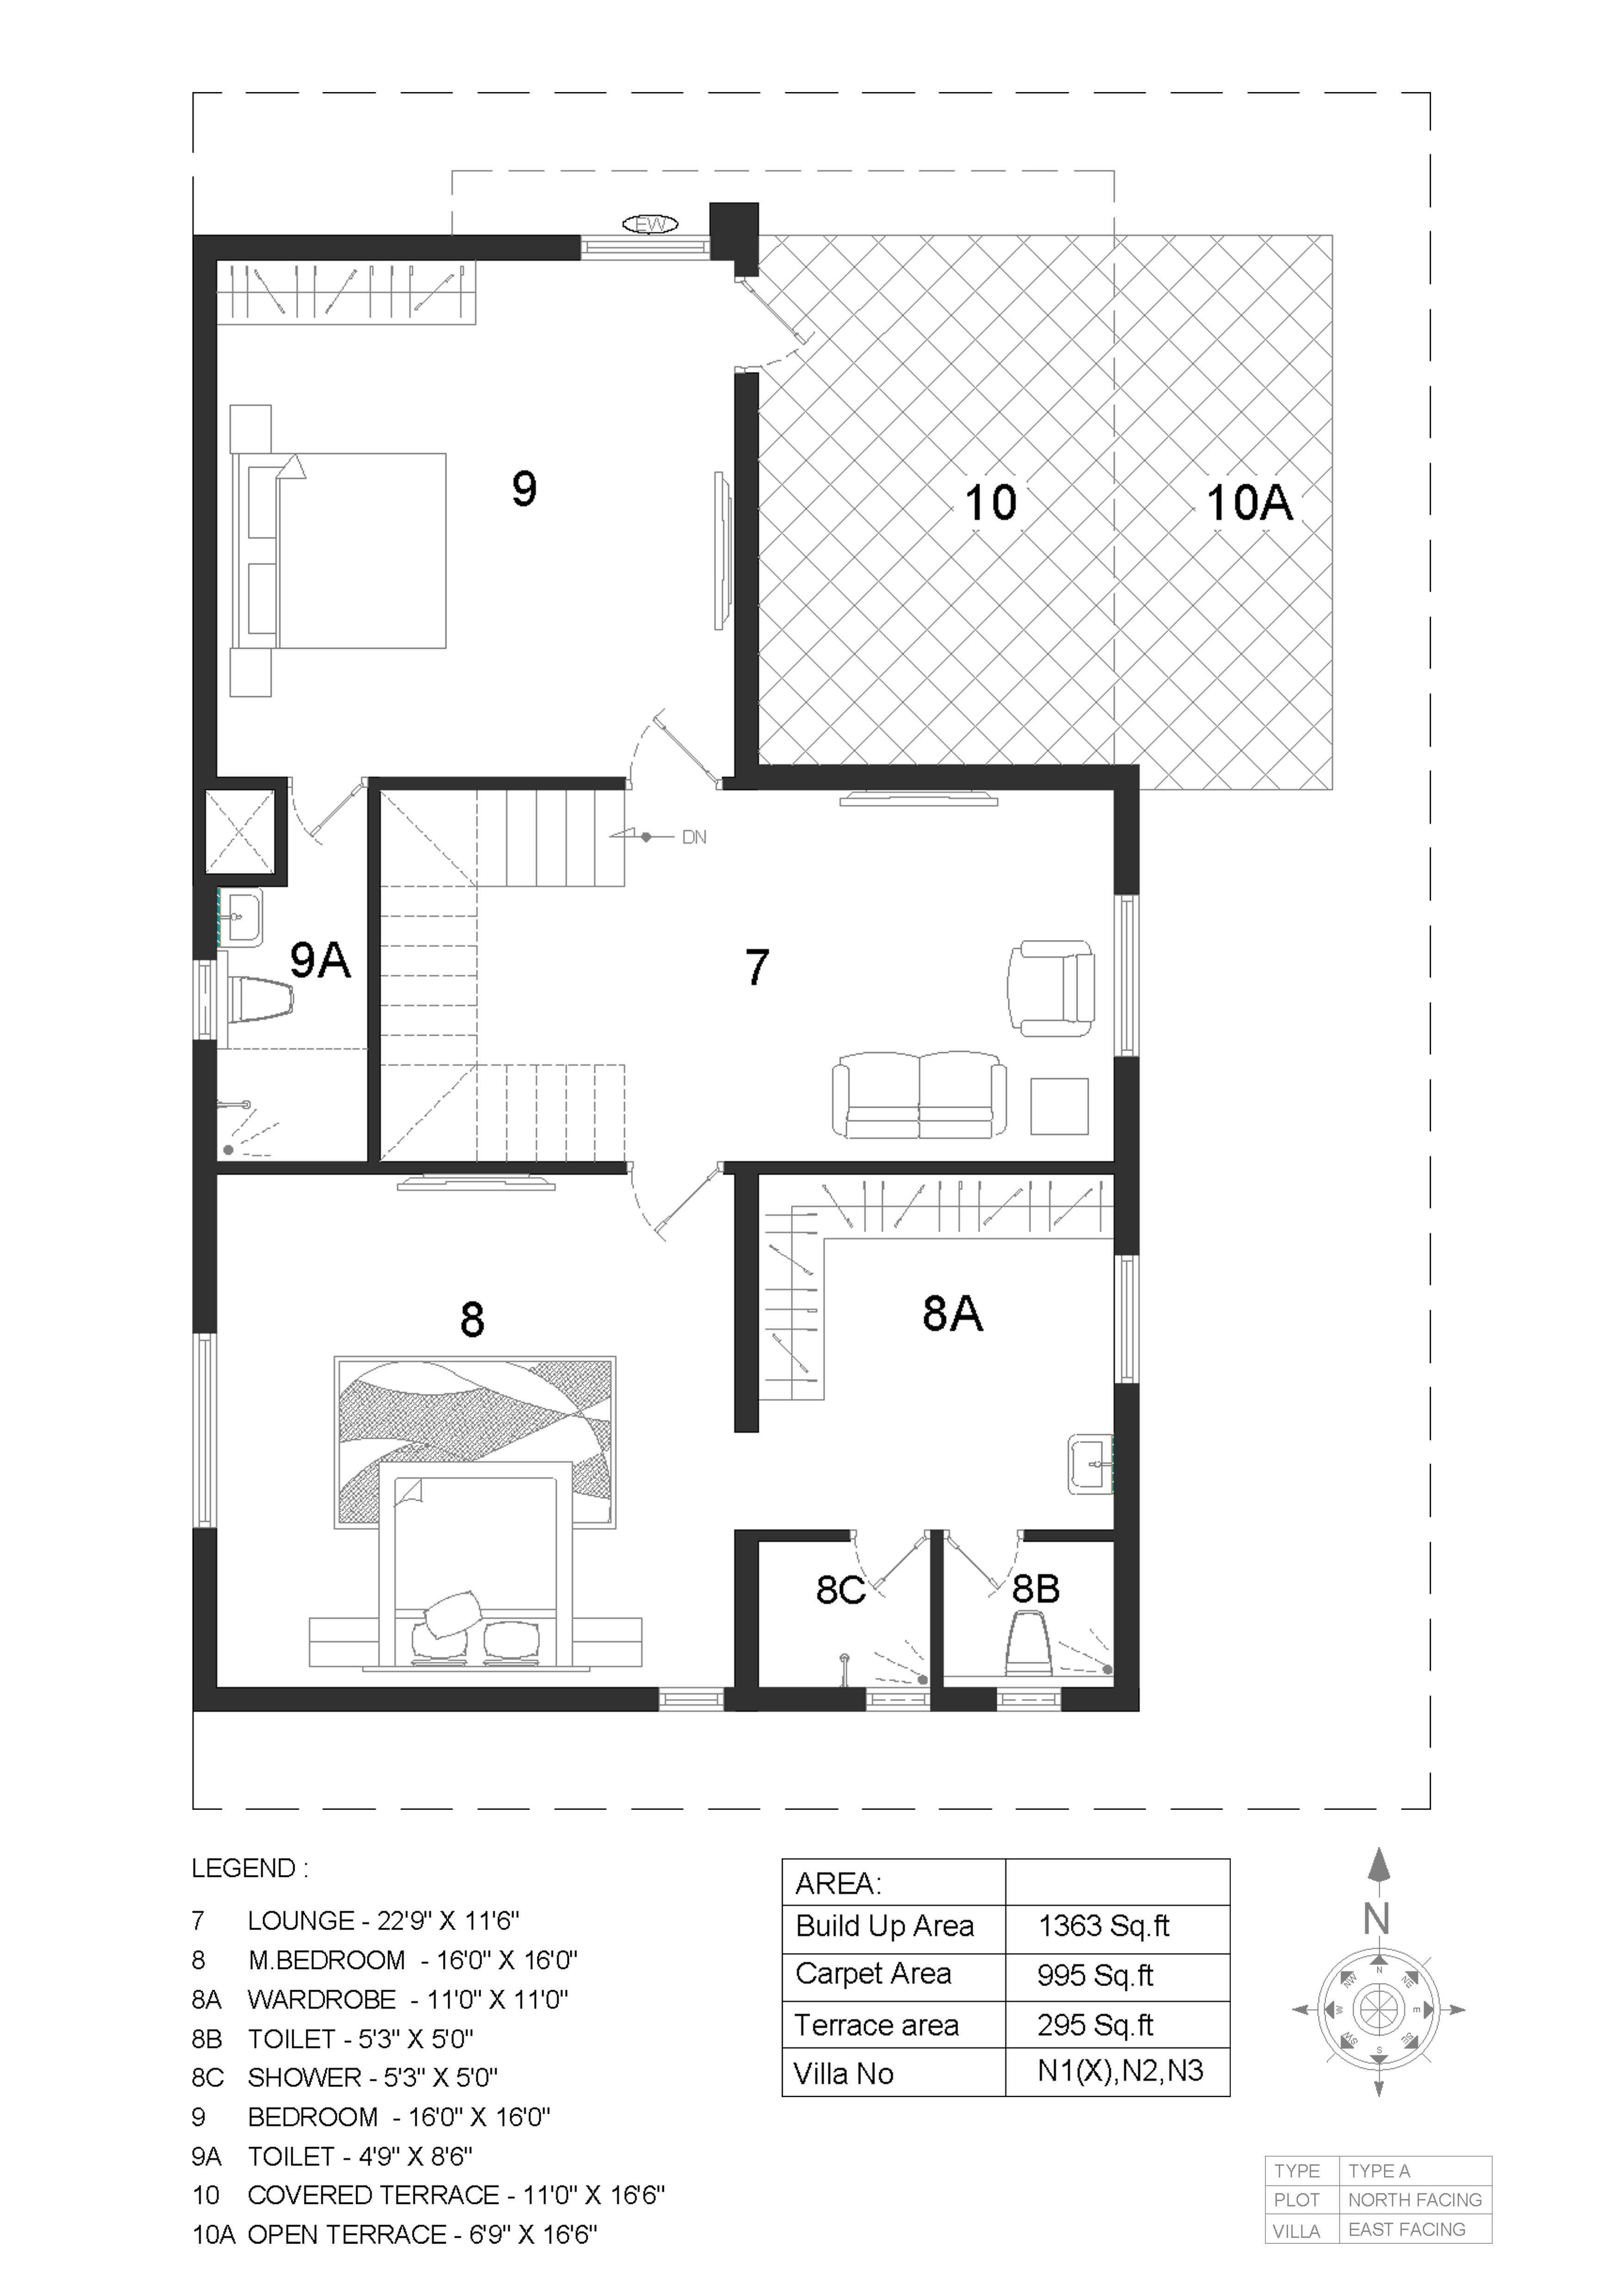 EW
9
10
10A
DN
9A
7
8
8A
8C
8B
LEGEND :
7 LOUNGE - 22'9" X 11'6"
8 M.BEDROOM - 16'0" X 16'0"
8A WARDROBE - 11'0" X 11'0"
8B TOILET - 5'3" X 5'0"
8C SHOWER - 5'3" X 5'0"
9 BEDROOM - 16'0" X 16'0"
9A TOILET - 4'9" X 8'6"
10 COVERED TERRACE - 11'0" X 16'6"
10A OPEN TERRACE - 6'9" X 16'6"
AREA:
Build Up Area 1363 Sq.ft
Carpet Area 995 Sq.ft
Terrace area 295 Sq.ft
Villa No N1(X),N2,N3
N
N
NW NE
W E
SW SE
S
TYPE TYPE A
PLOT NORTH FACING
VILLA EAST FACING